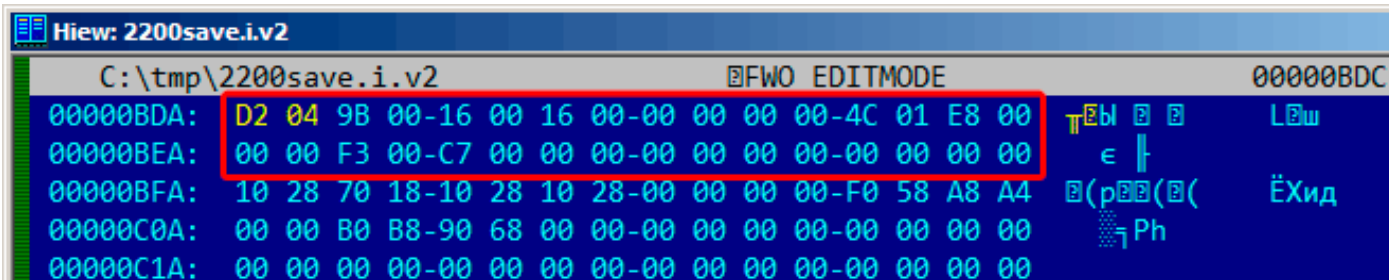 Hiew: 2200save.i.v2
C:\tmp\2200save.i.v2 FWO EDITMODE 00000BDC
00000BDA: D2 04 9B 00-16 00 16 00-00 00 00 00-4C 01 E8 00 ╥Ы L ш
00000BEA: 00 00 F3 00-C7 00 00 00-00 00 00 00-00 00 00 00 є ╟
00000BFA: 10 28 70 18-10 28 10 28-00 00 00 00-F0 58 A8 A4 (p ( ( ЁXид
00000C0A: 00 00 B0 B8-90 68 00 00-00 00 00 00-00 00 00 00 ░╕Рh
00000C1A: 00 00 00 00-00 00 00 00-00 00 00 00-00 00 00 00